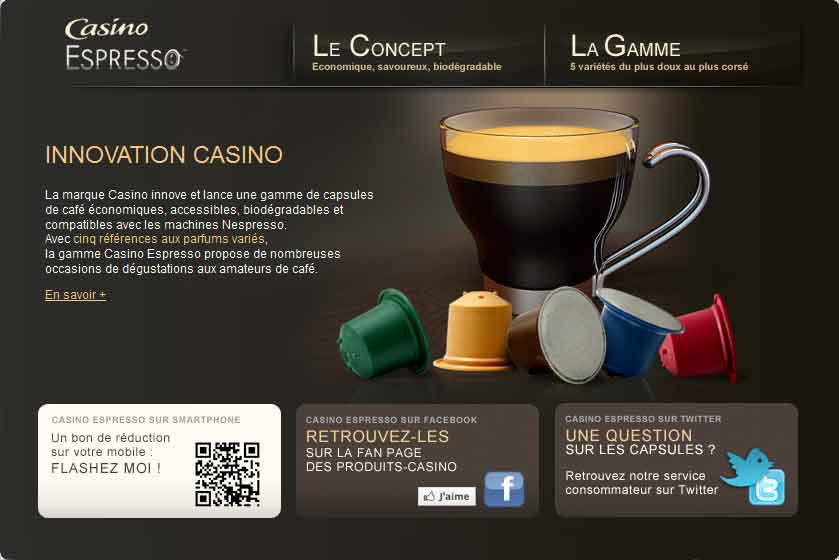 Casino
ESPRESSO
LE CONCEPT
Economique, savoureux, biodégradable
LA GAMME
5 variétés du plus doux au plus corsé
INNOVATION CASINO
La marque Casino innove et lance une gamme de capsules
de café économiques, accessibles, biodégradables et
compatibles avec les machines Nespresso.
Avec cinq références aux parfums variés,
la gamme Casino Espresso propose de nombreuses
occasions de dégustations aux amateurs de café.
En savoir +
CASINO ESPRESSO SUR SMARTPHONE
Un bon de réduction
sur votre mobile :
FLASHEZ MOI !
CASINO ESPRESSO SUR FACEBOOK
RETROUVEZ-LES
SUR LA FAN PAGE
DES PRODUITS-CASINO
J'aime
f
CASINO ESPRESSO SUR TWITTER
UNE QUESTION
SUR LES CAPSULES ?
Retrouvez notre service
consommateur sur Twitter
t